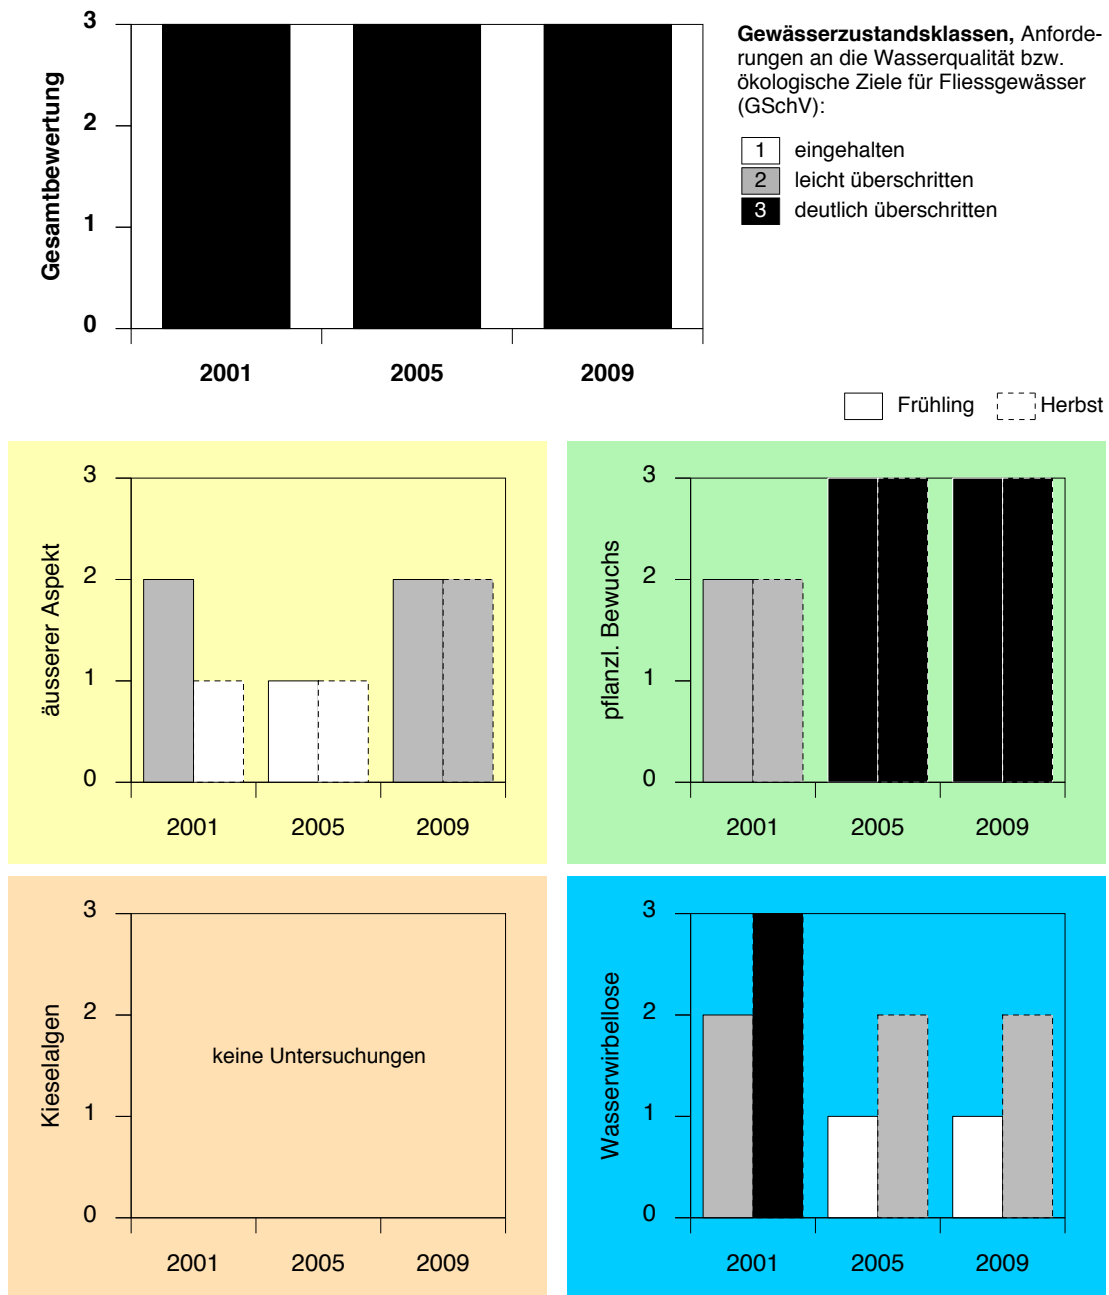 3
2
1
0
Gesamtbewertung
2001 2005 2009
Gewässerzustandsklassen, Anforde-
rungen an die Wasserqualität bzw.
ökologische Ziele für Fliessgewässer
(GSchV):
1 eingehalten
2 leicht überschritten
3 deutlich überschritten
Frühling Herbst
3
2
1
0
äusserer Aspekt
2001 2005 2009
3
2
1
0
pflanzl. Bewuchs
2001 2005 2009
3
2
1
0
Kieselalgen
keine Untersuchungen
2001 2005 2009
3
2
1
0
Wasserwirbellose
2001 2005 2009